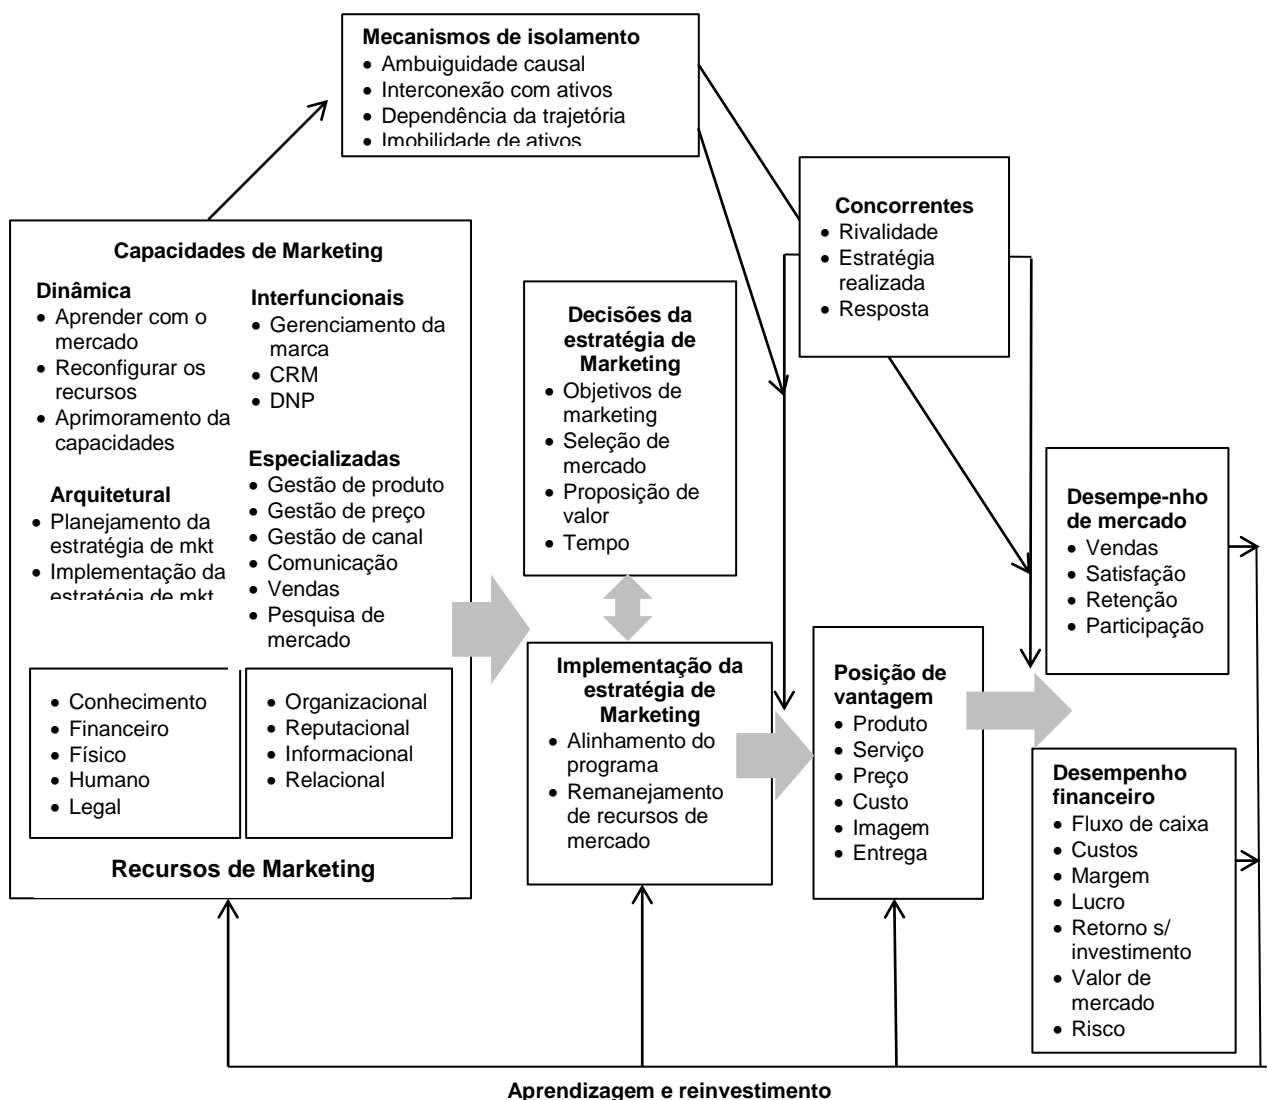 Mecanismos de isolamento
• Ambuiguidade causal
• Interconexão com ativos
• Dependência da trajetória
• Imobilidade de ativos
Concorrentes
• Rivalidade
• Estratégia
realizada
• Resposta
Capacidades de Marketing
Dinâmica
• Aprender com o
mercado
• Reconfigurar os
recursos
• Aprimoramento da
capacidades
Arquitetural
• Planejamento da
estratégia de mkt
• Implementação da
estratégia de mkt
Interfuncionais
• Gerenciamento da
marca
• CRM
• DNP
Especializadas
• Gestão de produto
• Gestão de preço
• Gestão de canal
• Comunicação
• Vendas
• Pesquisa de
mercado
• Conhecimento
• Financeiro
• Físico
• Humano
• Legal
• Organizacional
• Reputacional
• Informacional
• Relacional
Recursos de Marketing
Decisões da
estratégia de
Marketing
• Objetivos de
marketing
• Seleção de
mercado
• Proposição de
valor
• Tempo
Implementação da
estratégia de
Marketing
• Alinhamento do
programa
• Remanejamento
de recursos de
mercado
Posição de
vantagem
• Produto
• Serviço
• Preço
• Custo
• Imagem
• Entrega
Desempe-nho
de mercado
• Vendas
• Satisfação
• Retenção
• Participação
Desempenho
financeiro
• Fluxo de caixa
• Custos
• Margem
• Lucro
• Retorno s/
investimento
• Valor de
mercado
• Risco
Aprendizagem e reinvestimento